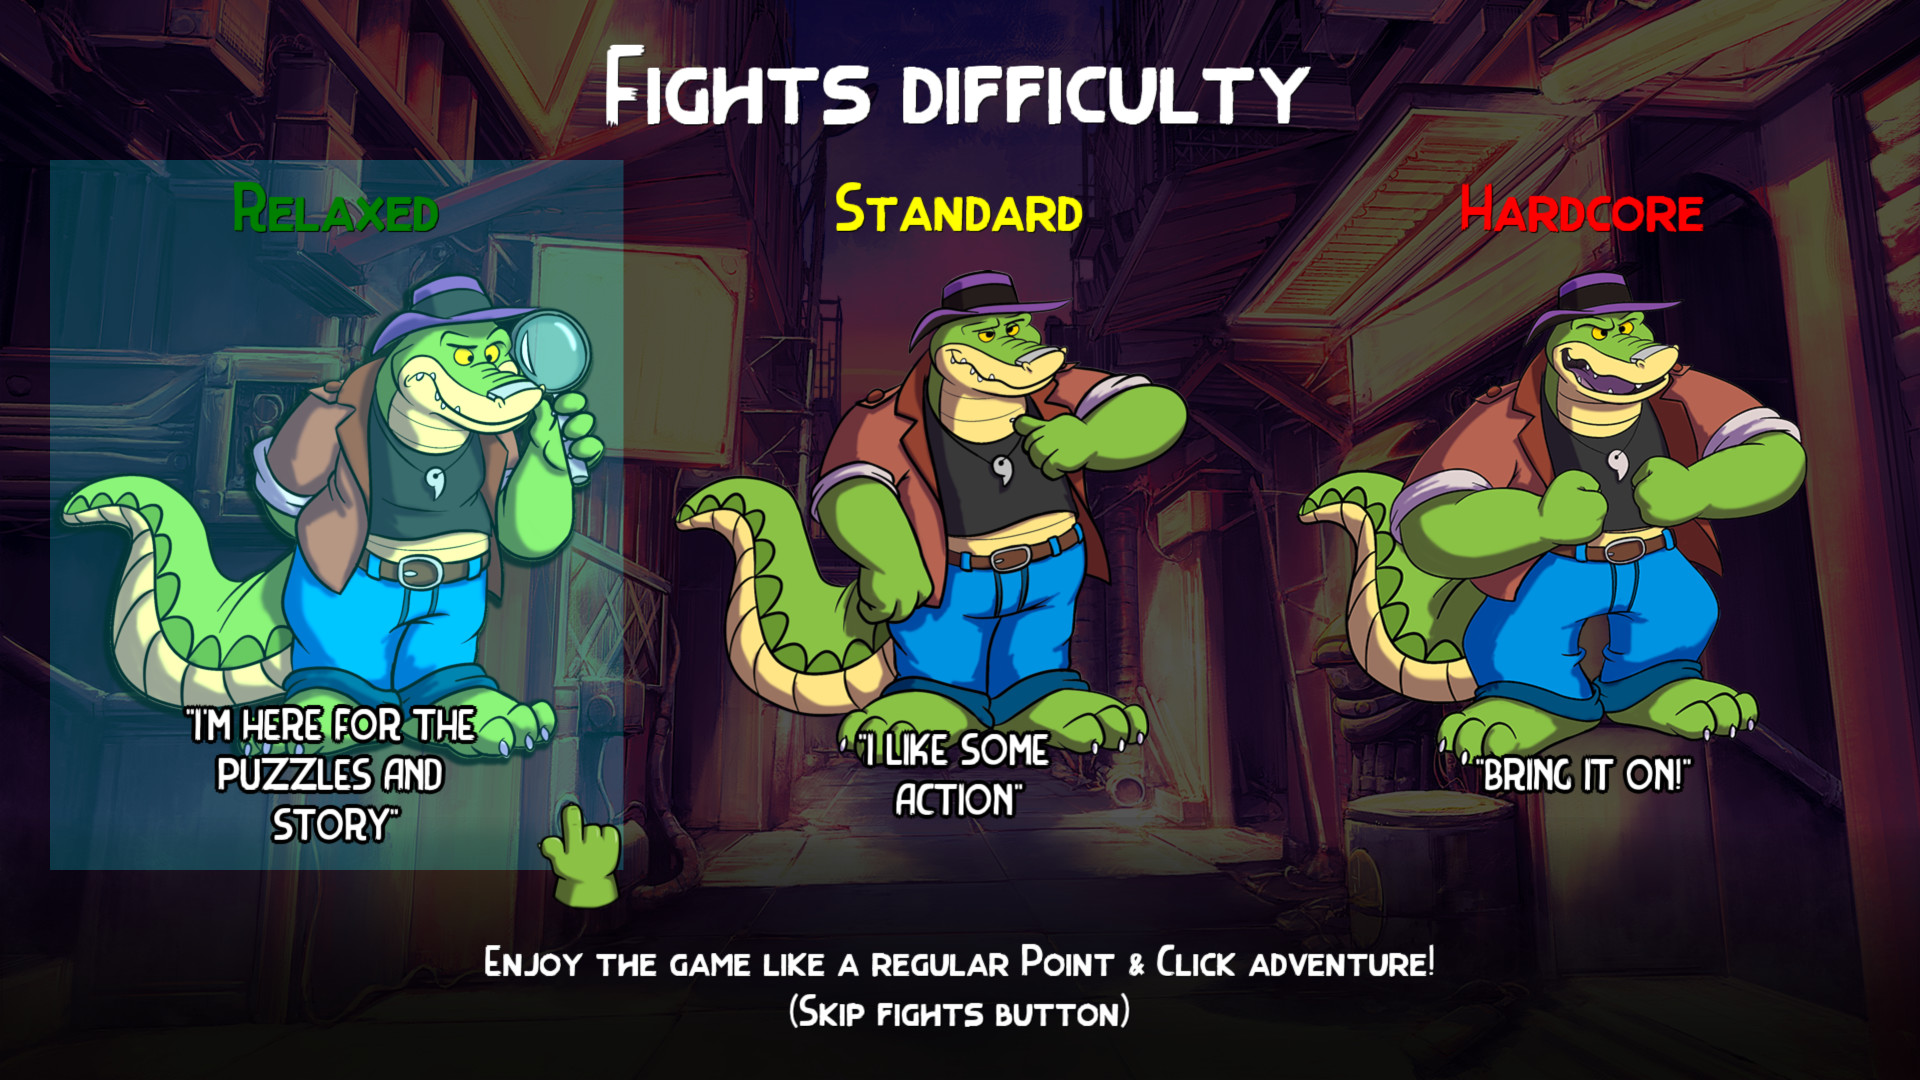 FIGHTS DIFFICULTY
RELAXED
STANDARD
HARDCORE
"I'M HERE FOR THE
PUZZLES AND
STORY"
"I LIKE SOME
ACTION"
"BRING IT ON!"
ENJOY THE GAME LIKE A REGULAR POINT & CLICK ADVENTURE!
(SKIP FIGHTS BUTTON)